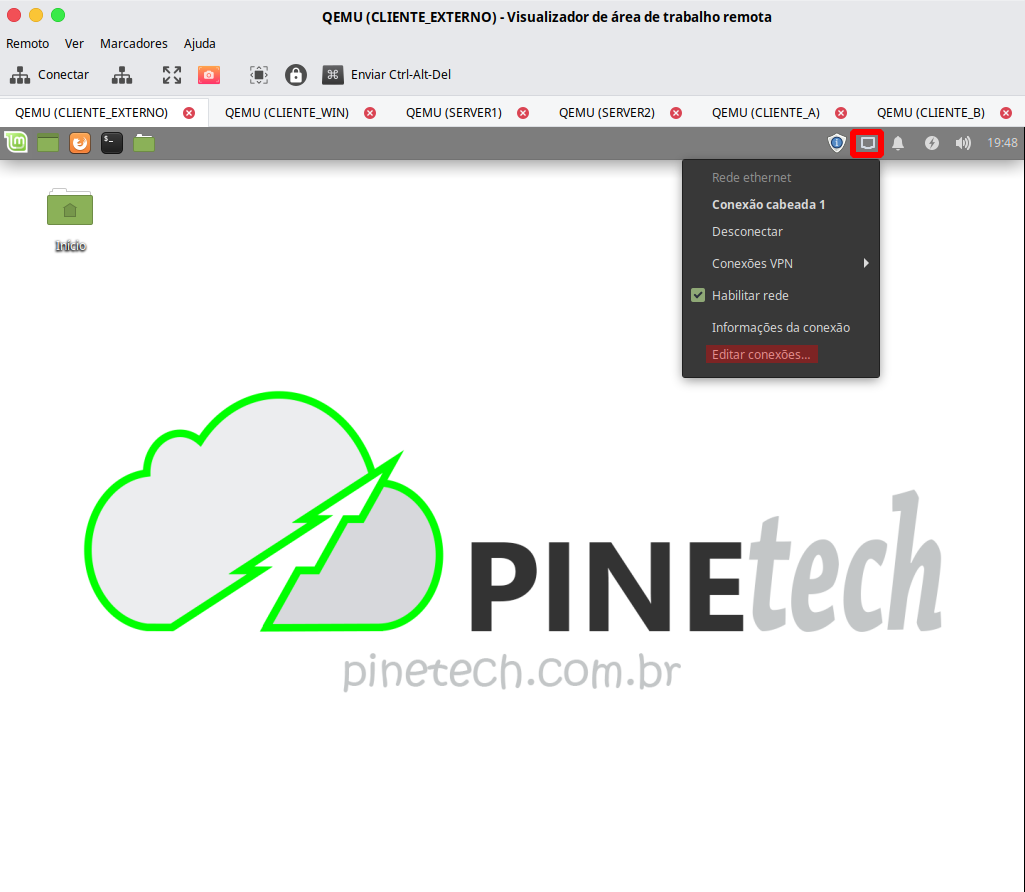 QEMU (CLIENTE_EXTERNO) - Visualizador de área de trabalho remota
Remoto Ver Marcadores Ajuda
Conectar Enviar Ctrl-Alt-Del
QEMU (CLIENTE_EXTERNO) QEMU (CLIENTE_WIN) QEMU (SERVER1) QEMU (SERVER2) QEMU (CLIENTE_A) QEMU (CLIENTE_B)
19:48
Rede ethernet
Conexão cabeada 1
Desconectar
Conexões VPN
Habilitar rede
Informações da conexão
Editar conexões...
Início
PINEtech
pinetech.com.br